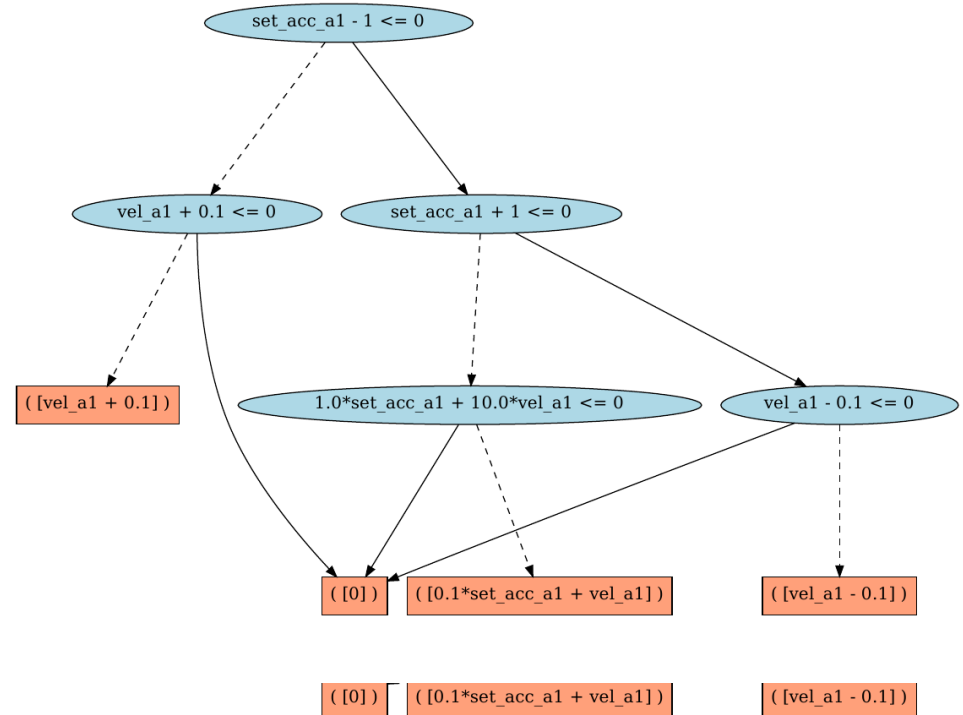 set_acc_a1 - 1 <= 0
vel_a1 + 0.1 <= 0
set_acc_a1 + 1 <= 0
( [vel_a1 + 0.1] )
1.0*set_acc_a1 + 10.0*vel_a1 <= 0
vel_a1 - 0.1 <= 0
( [0] )
( [0.1*set_acc_a1 + vel_a1] )
( [vel_a1 - 0.1] )
( [0] )
( [0.1*set_acc_a1 + vel_a1] )
( [vel_a1 - 0.1] )